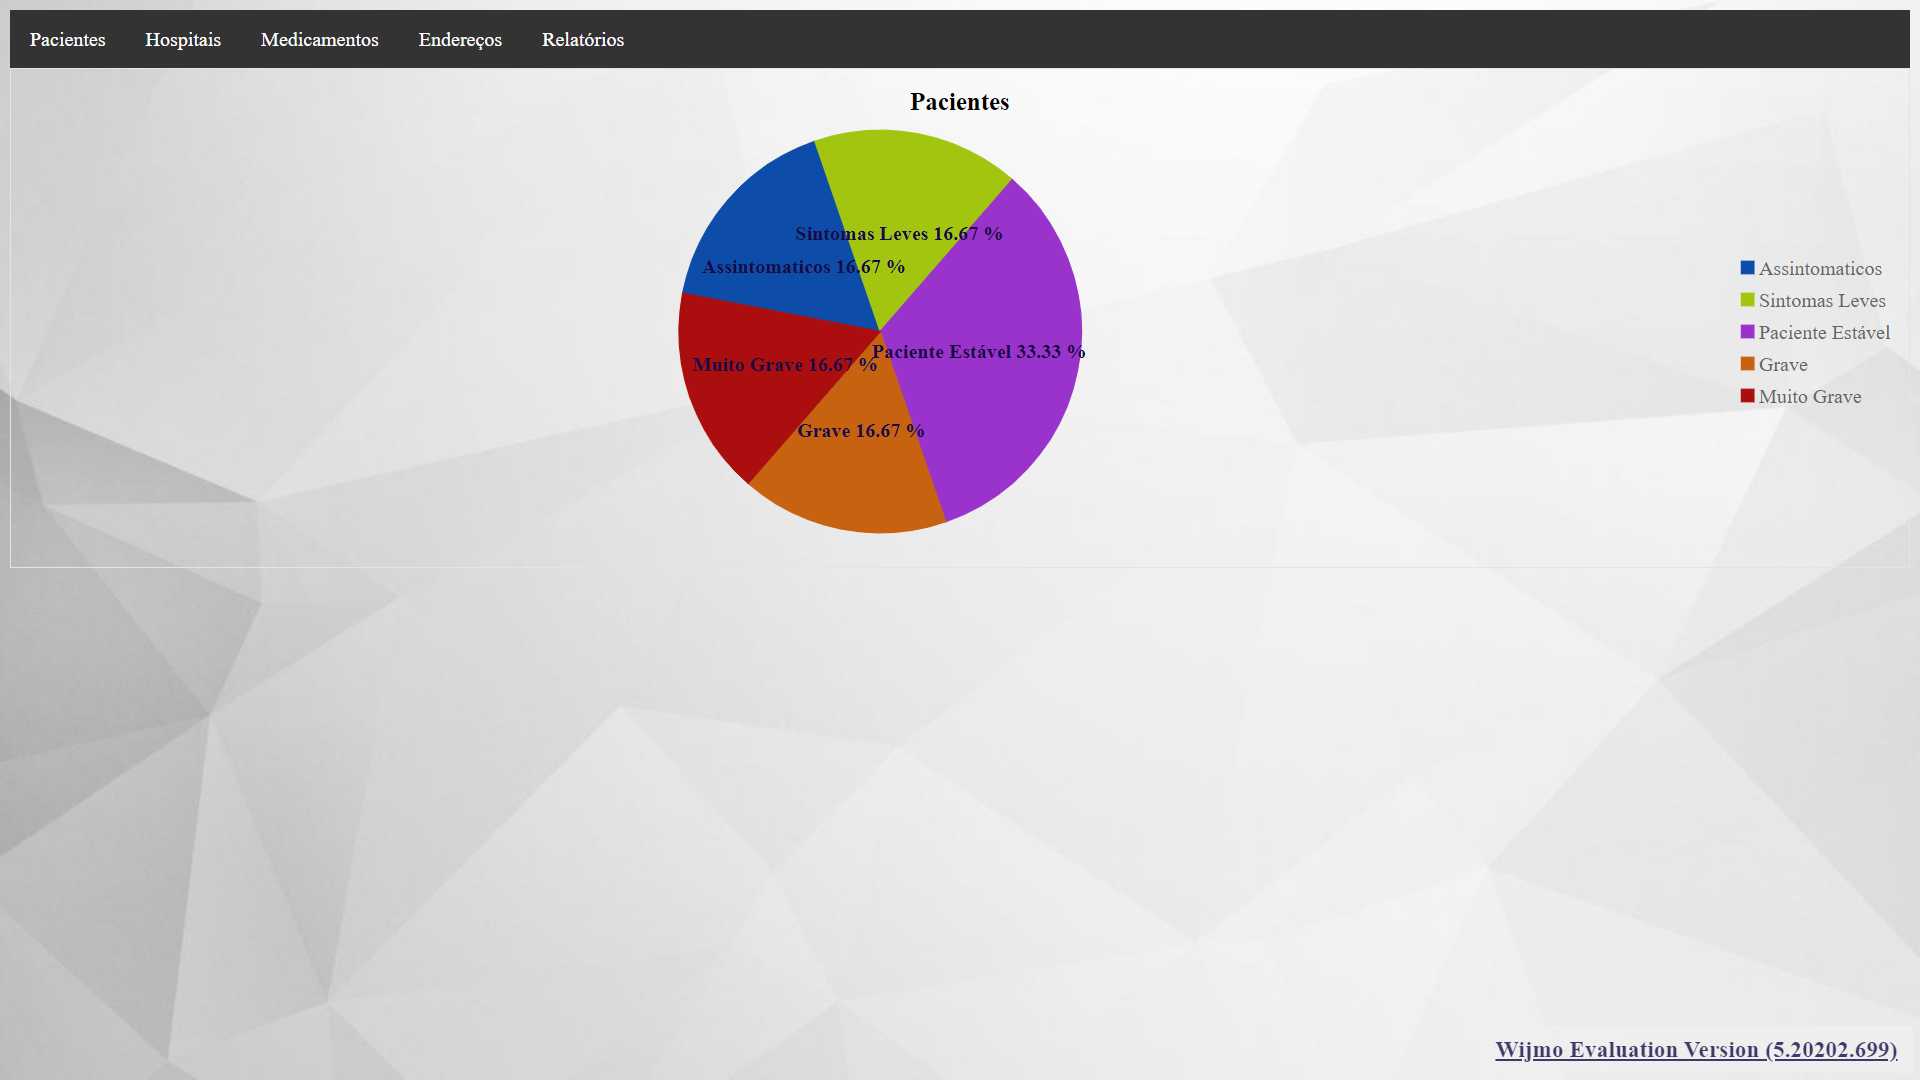 Pacientes Hospitais Medicamentos Endereços Relatórios
Pacientes
Sintomas Leves 16.67 %
Assintomaticos 16.67 %
Paciente Estável 33.33 %
Muito Grave 16.67 %
Grave 16.67 %
Assintomaticos
Sintomas Leves
Paciente Estável
Grave
Muito Grave
Wijmo Evaluation Version (5.20202.699)